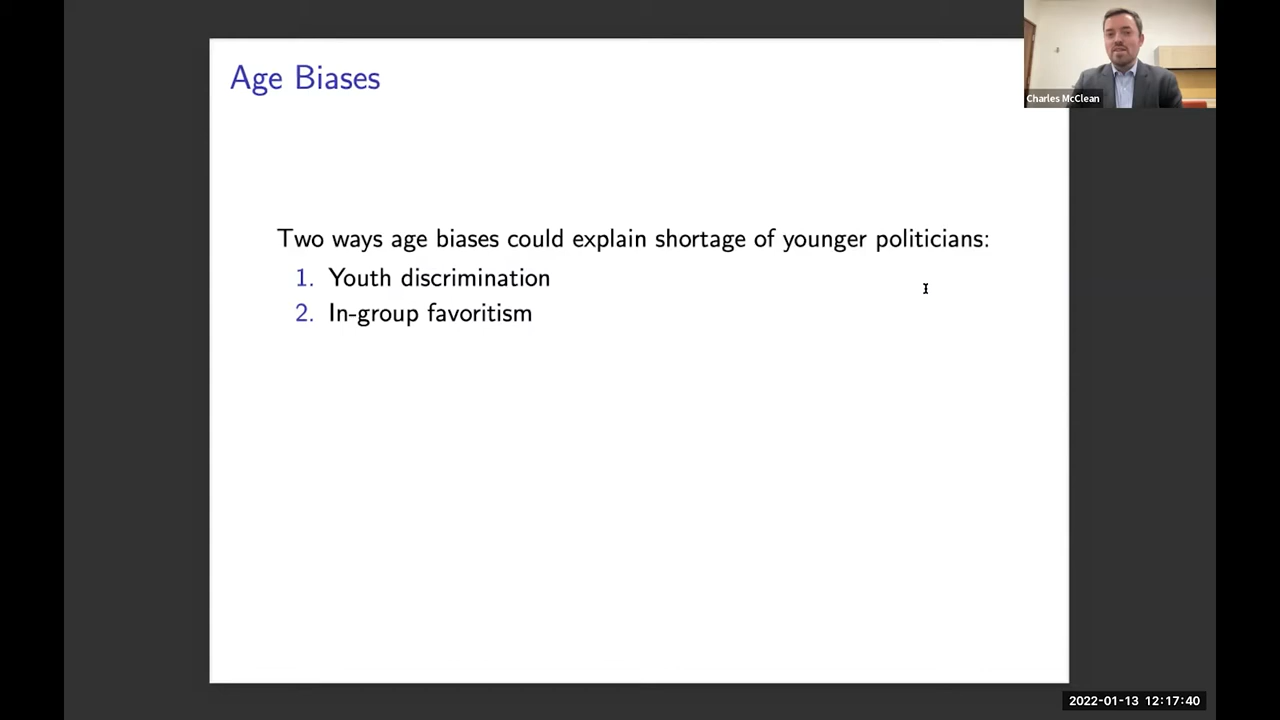 Age Biases
Charles McClean
Two ways age biases could explain shortage of younger politicians:
1. Youth discrimination
2. In-group favoritism
2022-01-13 12:17:40